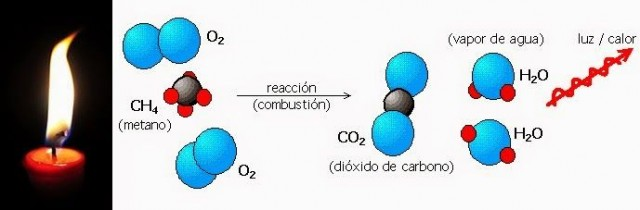 O₂
CH₄
(metano)
O₂
reacción
(combustión)
CO₂
(dióxido de carbono)
(vapor de agua)
H₂O
H₂O
luz / calor